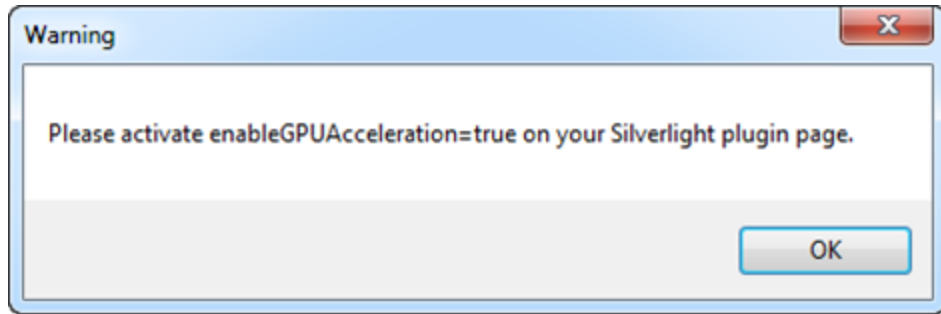 Warning
Please activate enableGPUAcceleration=true on your Silverlight plugin page.
OK